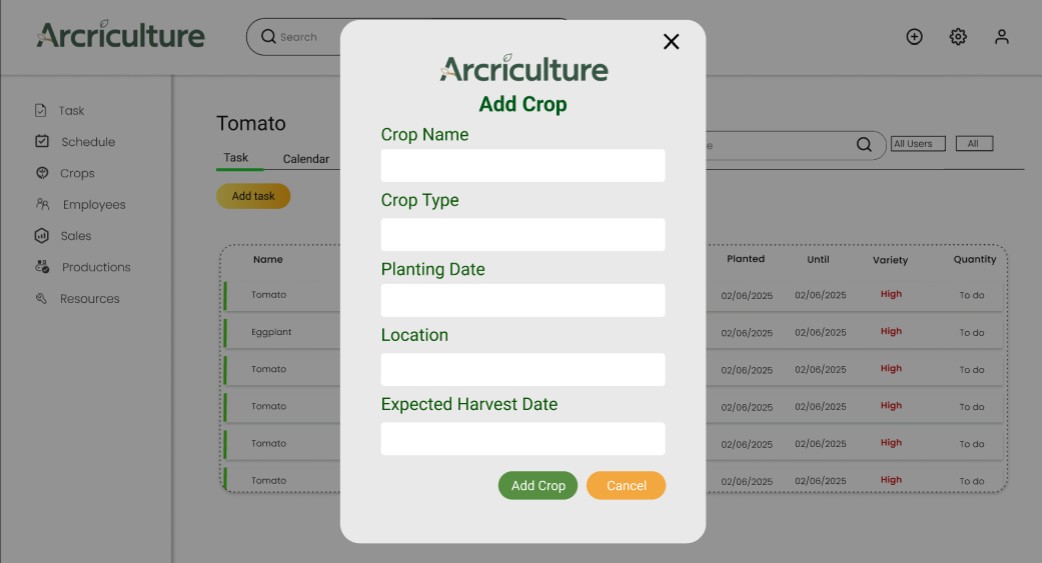 Arcriculture
Search
Task
Schedule
Crops
Employees
Sales
Productions
Resources
Tomato
Task Calendar
All Users All
Add task
Name Planted Until Variety Quantity
Tomato 02/06/2025 02/06/2025 High To do
Eggplant 02/06/2025 02/06/2025 High To do
Tomato 02/06/2025 02/06/2025 High To do
Tomato 02/06/2025 02/06/2025 High To do
Tomato 02/06/2025 02/06/2025 High To do
Tomato 02/06/2025 02/06/2025 High To do
Arcriculture
Add Crop
Crop Name
Crop Type
Planting Date
Location
Expected Harvest Date
Add Crop Cancel